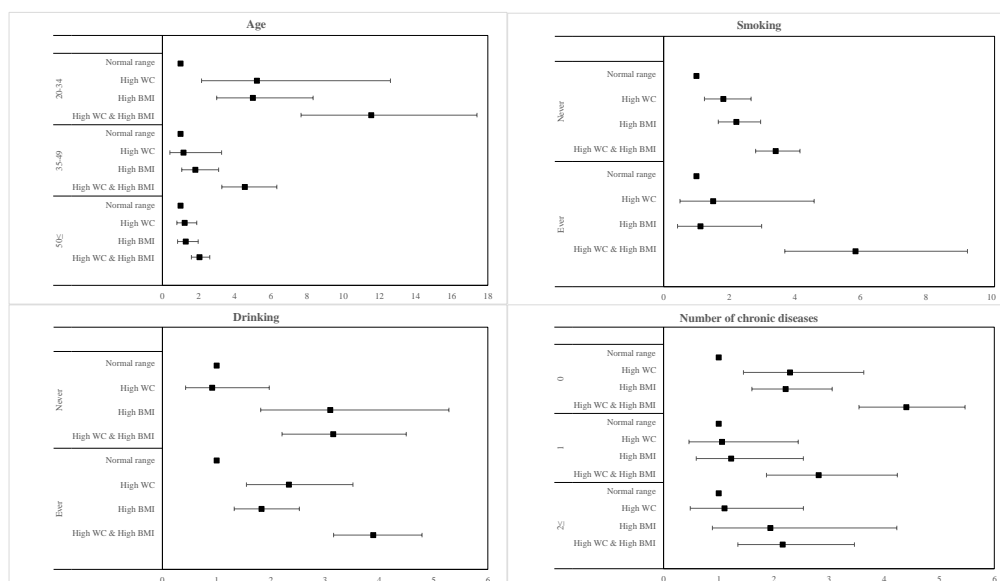 Age
20-34
Normal range
High WC
High BMI
High WC & High BMI
35-49
Normal range
High WC
High BMI
High WC & High BMI
50≤
Normal range
High WC
High BMI
High WC & High BMI
0 2 4 6 8 10 12 14 16 18
Smoking
Never
Normal range
High WC
High BMI
High WC & High BMI
Ever
Normal range
High WC
High BMI
High WC & High BMI
0 2 4 6 8 10
Drinking
Never
Normal range
High WC
High BMI
High WC & High BMI
Ever
Normal range
High WC
High BMI
High WC & High BMI
0 1 2 3 4 5 6
Number of chronic diseases
0
Normal range
High WC
High BMI
High WC & High BMI
1
Normal range
High WC
High BMI
High WC & High BMI
2≤
Normal range
High WC
High BMI
High WC & High BMI
0 1 2 3 4 5 6